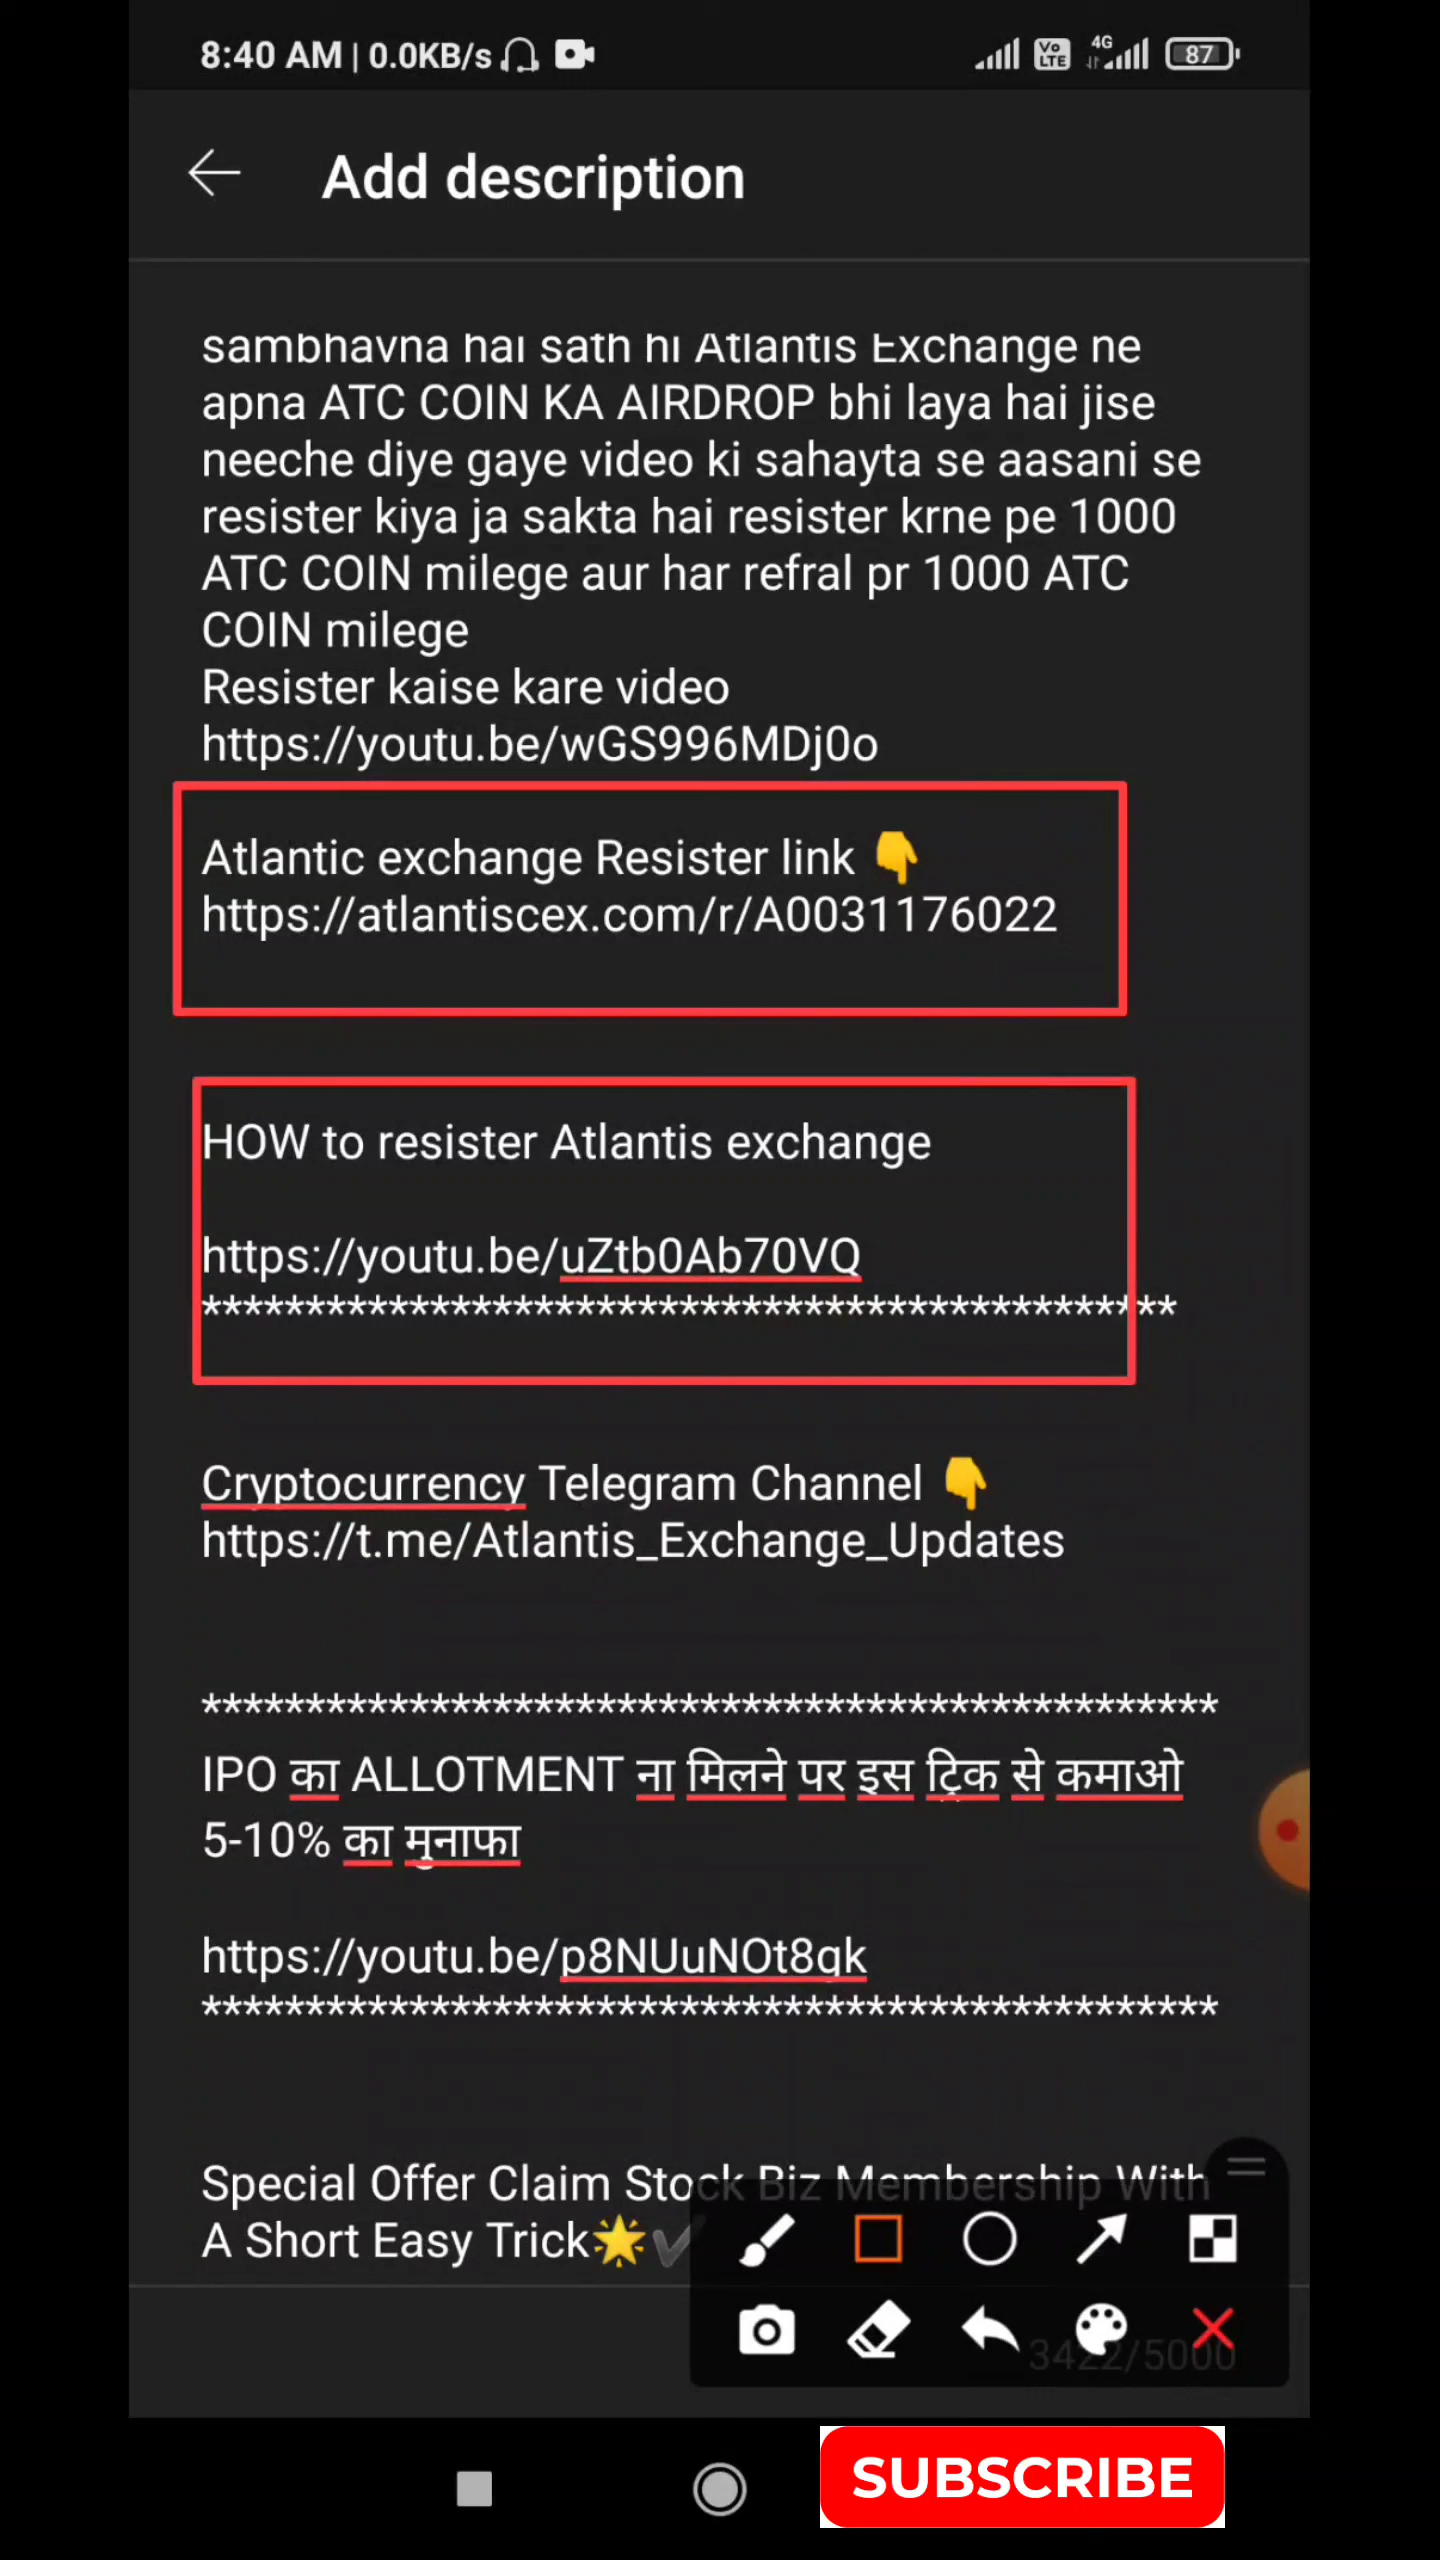 8:40 AM | 0.0KB/s
Vo LTE 4G 87
Add description
sambhavna hai sath hi Atlantis Exchange ne
apna ATC COIN KA AIRDROP bhi laya hai jise
neeche diye gaye video ki sahayta se aasani se
resister kiya ja sakta hai resister krne pe 1000
ATC COIN milege aur har refral pr 1000 ATC
COIN milege
Resister kaise kare video
https://youtu.be/wGS996MDj0o
Atlantic exchange Resister link 👇
https://atlantiscex.com/r/A0031176022
HOW to resister Atlantis exchange
https://youtu.be/uZtb0Ab70VQ
***********************************************
Cryptocurrency Telegram Channel 👇
https://t.me/Atlantis_Exchange_Updates
*************************************************
IPO का ALLOTMENT ना मिलने पर इस ट्रिक से कमाओ
5-10% का मुनाफा
https://youtu.be/p8NUuNOt8qk
*************************************************
Special Offer Claim Stock Biz Membership With
A Short Easy Trick🌟✔
3422/5000
SUBSCRIBE